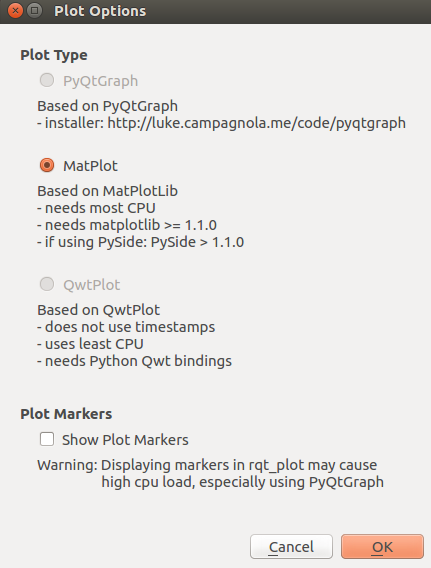 Plot Options
Plot Type
PyQtGraph
Based on PyQtGraph
- installer: http://luke.campagnola.me/code/pyqtgraph
MatPlot
Based on MatPlotLib
- needs most CPU
- needs matplotlib >= 1.1.0
- if using PySide: PySide > 1.1.0
QwtPlot
Based on QwtPlot
- does not use timestamps
- uses least CPU
- needs Python Qwt bindings
Plot Markers
Show Plot Markers
Warning: Displaying markers in rqt_plot may cause
high cpu load, especially using PyQtGraph
Cancel
OK